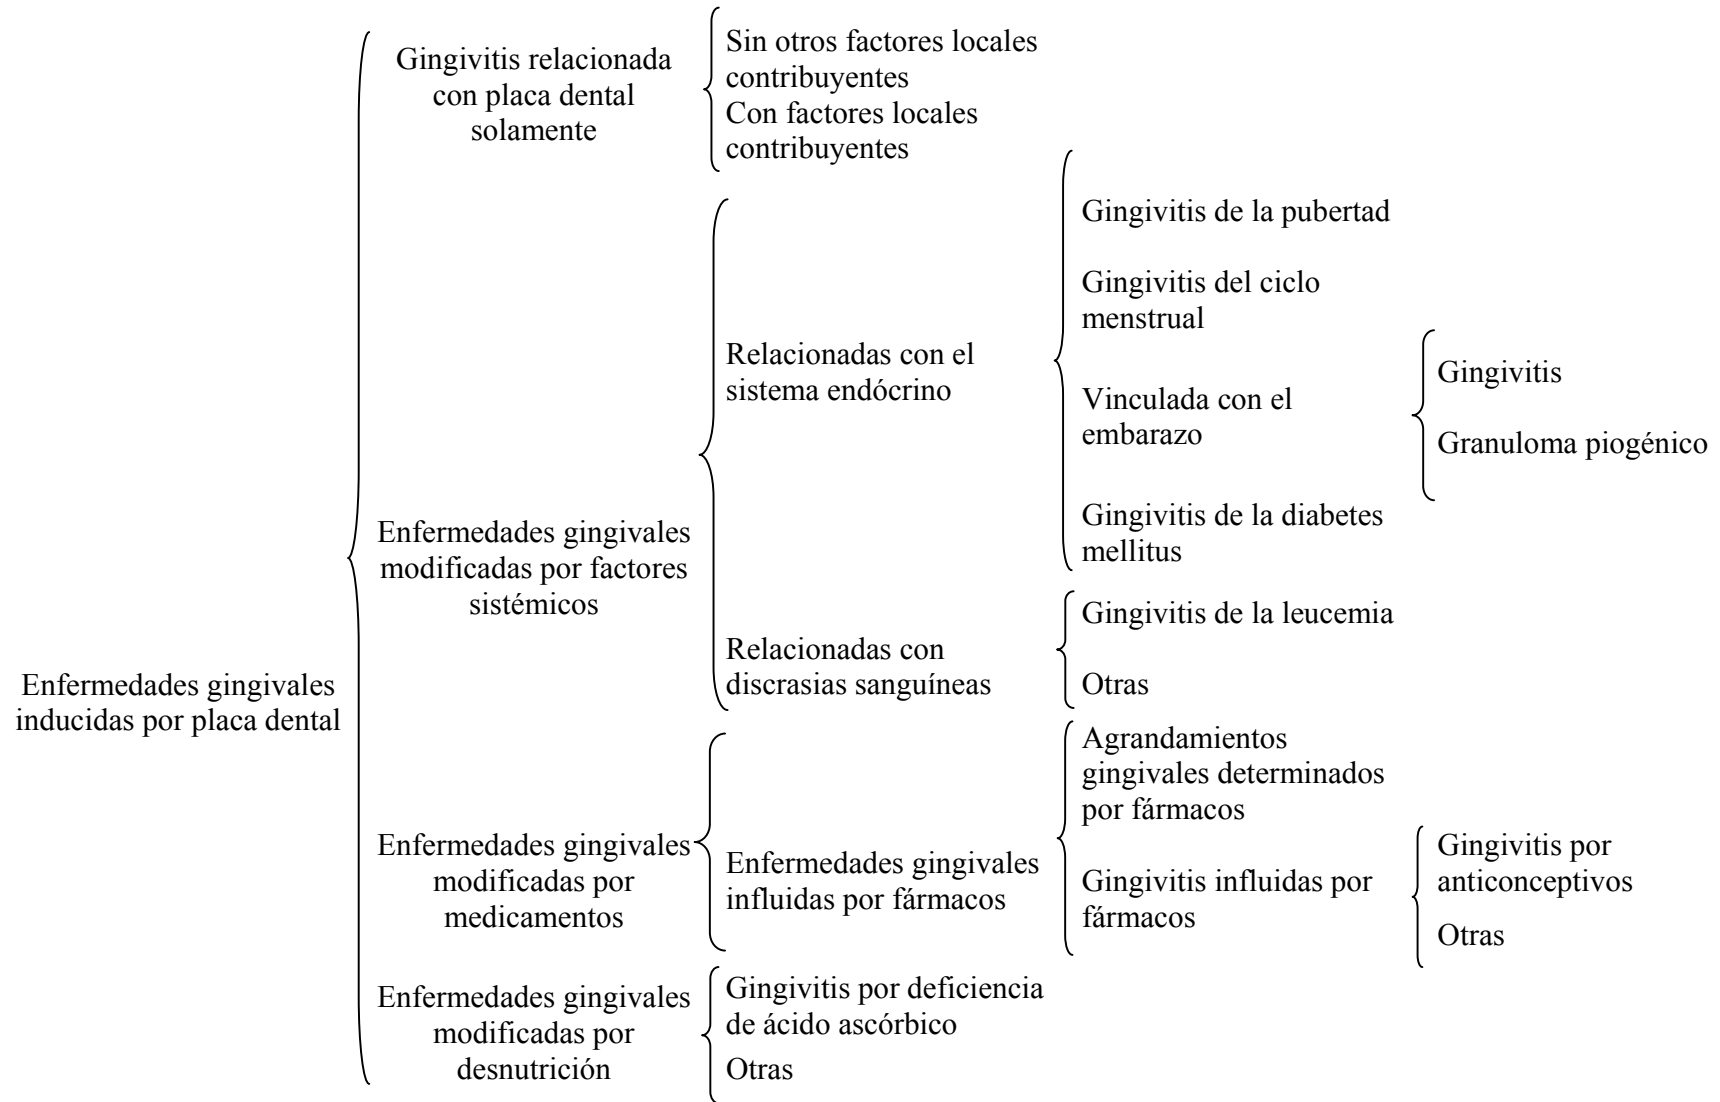 Enfermedades gingivales
inducidas por placa dental
Gingivitis relacionada
con placa dental
solamente
Sin otros factores locales
contribuyentes
Con factores locales
contribuyentes
Enfermedades gingivales
modificadas por factores
sistémicos
Relacionadas con el
sistema endócrino
Gingivitis de la pubertad
Gingivitis del ciclo
menstrual
Vinculada con el
embarazo
Gingivitis
Granuloma piogénico
Gingivitis de la diabetes
mellitus
Relacionadas con
discrasias sanguíneas
Gingivitis de la leucemia
Otras
Enfermedades gingivales
modificadas por
medicamentos
Enfermedades gingivales
influidas por fármacos
Agrandamientos
gingivales determinados
por fármacos
Gingivitis influidas por
fármacos
Gingivitis por
anticonceptivos
Otras
Enfermedades gingivales
modificadas por
desnutrición
Gingivitis por deficiencia
de ácido ascórbico
Otras